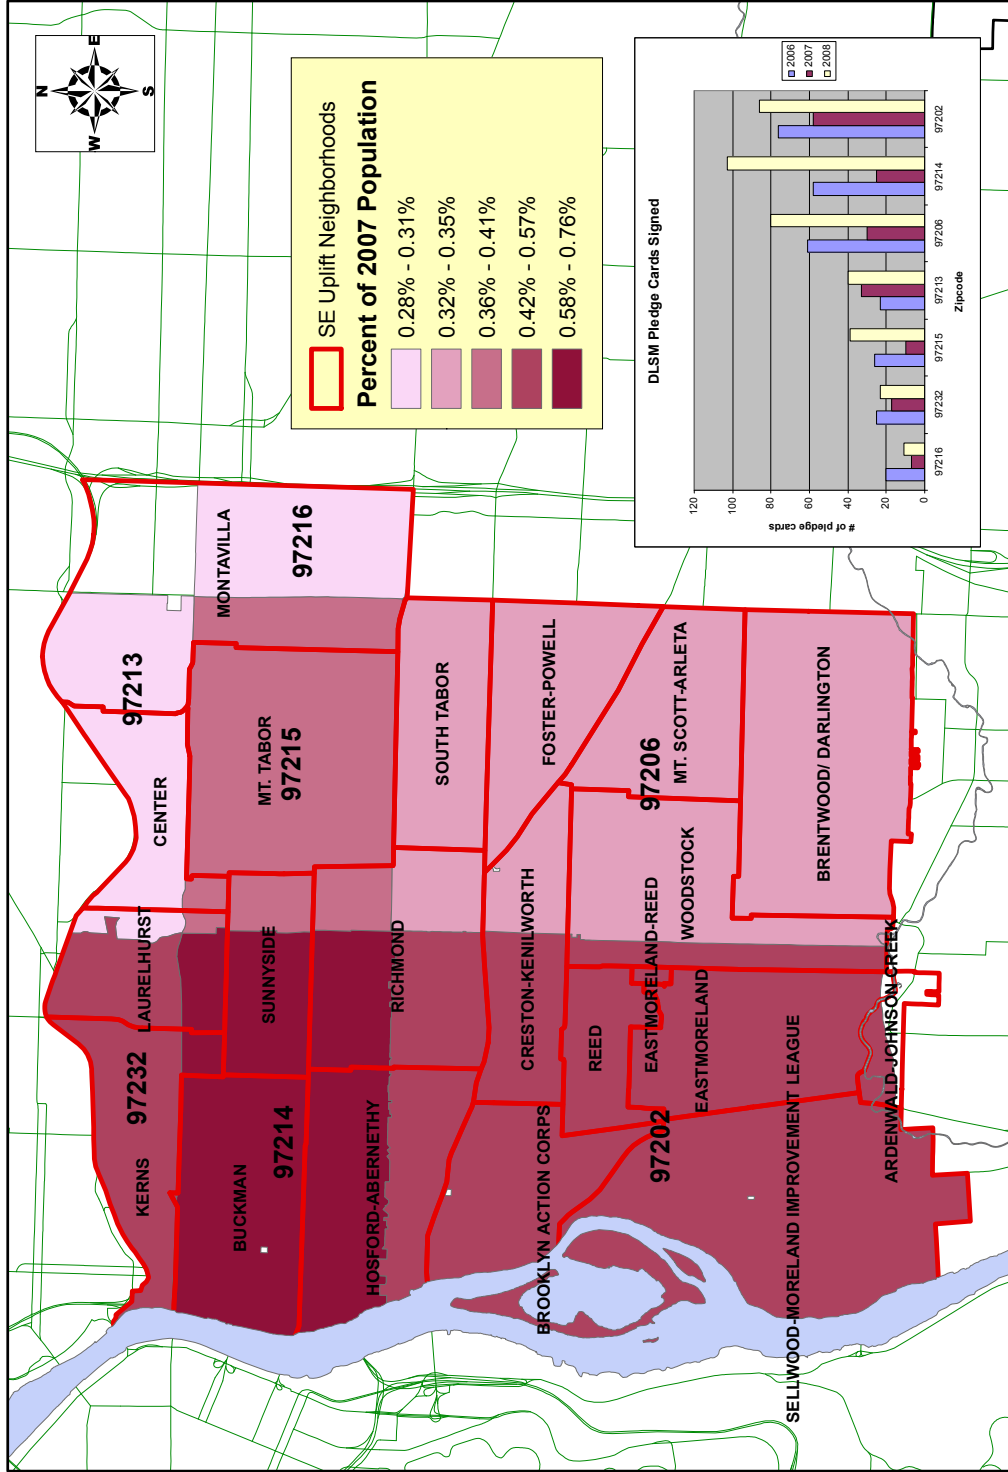 N
W
E
S
SE Uplift Neighborhoods
Percent of 2007 Population
0.28% - 0.31%
0.32% - 0.35%
0.36% - 0.41%
0.42% - 0.57%
0.58% - 0.76%
KERNS
97232
LAURELHURST
CENTER
97213
MONTAVILLA
97216
BUCKMAN
97214
SUNNYSIDE
MT. TABOR
97215
HOSFORD-ABERNETHY
RICHMOND
SOUTH TABOR
BROOKLYN ACTION CORPS
CRESTON-KENILWORTH
FOSTER-POWELL
REED
EASTMORELAND-REED
97202
EASTMORELAND
WOODSTOCK
97206
MT. SCOTT-ARLETA
SELLWOOD-MORELAND IMPROVEMENT LEAGUE
BRENTWOOD/ DARLINGTON
ARDENWALD-JOHNSON CREEK
DLSM Pledge Cards Signed
# of pledge cards
120
100
80
60
40
20
0
97216
97232
97215
97213
97206
97214
97202
Zipcode
2006
2007
2008